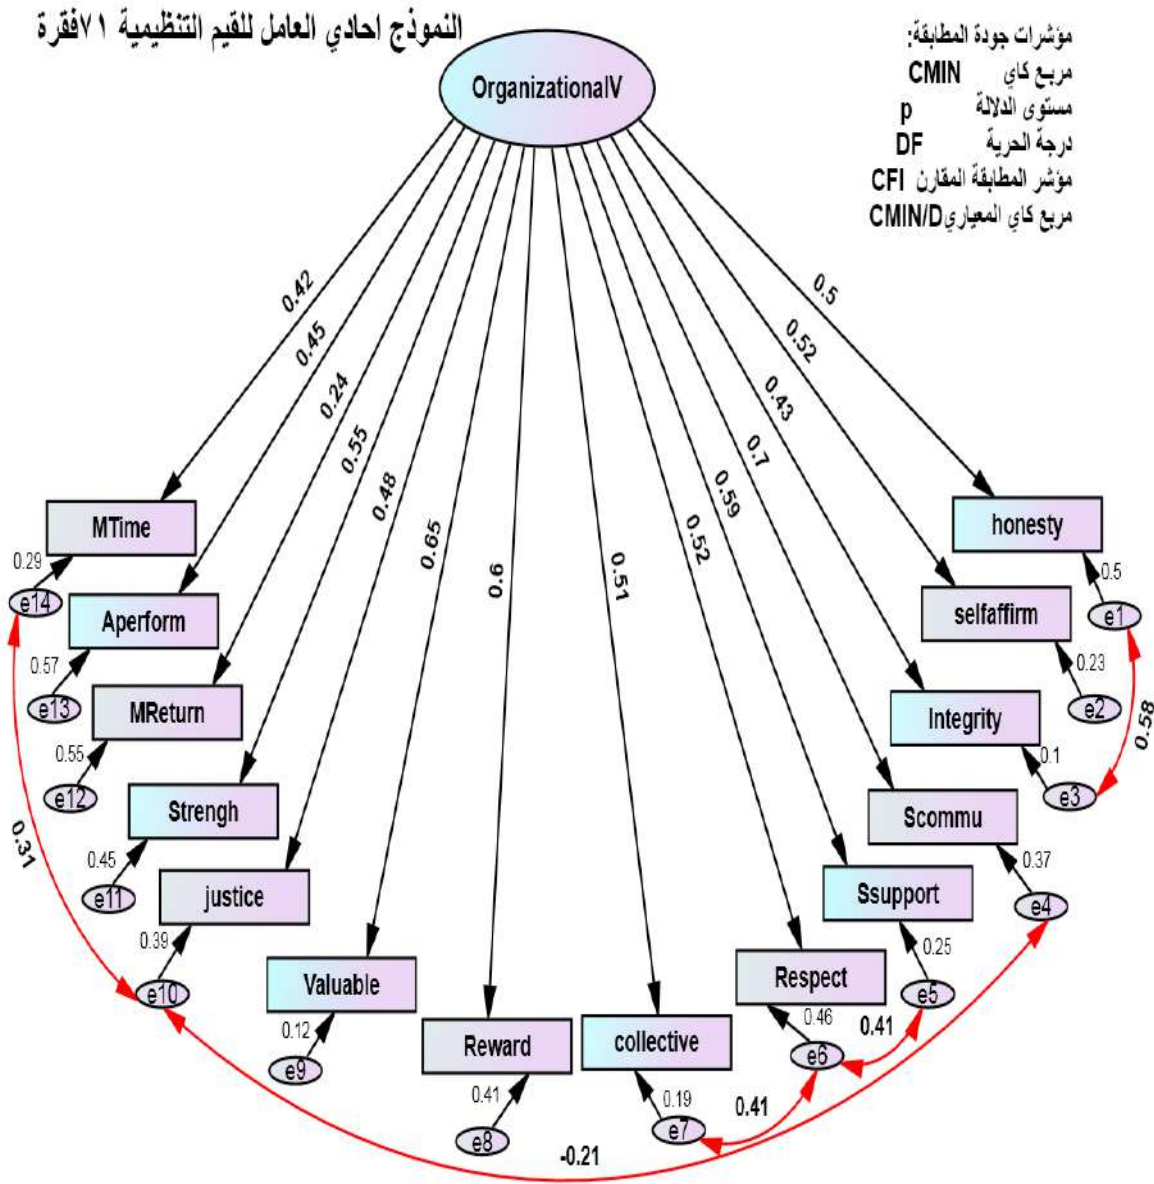 النموذج احادي العامل للقيم التنظيمية ٧١فقرة
مؤشرات جودة المطابقة:
مربع كاي CMIN
مستوى الدلالة p
درجة الحرية DF
مؤشر المطابقة المقارن CFI
مربع كاي المعياريCMIN/D
OrganizationalV
0.42
0.45
0.24
0.55
0.48
0.65
0.6
0.51
0.52
0.59
0.7
0.43
0.52
0.5
MTime
0.29
e14
Aperform
0.57
e13
MReturn
0.55
e12
Strengh
0.45
e11
justice
0.39
e10
Valuable
0.12
e9
Reward
0.41
e8
collective
0.19
e7
Respect
0.46
e6
Ssupport
0.25
e5
Scommu
0.37
e4
Integrity
0.1
e3
selfaffirm
0.23
e2
honesty
0.5
e1
0.58
0.41
0.41
-0.21
0.31